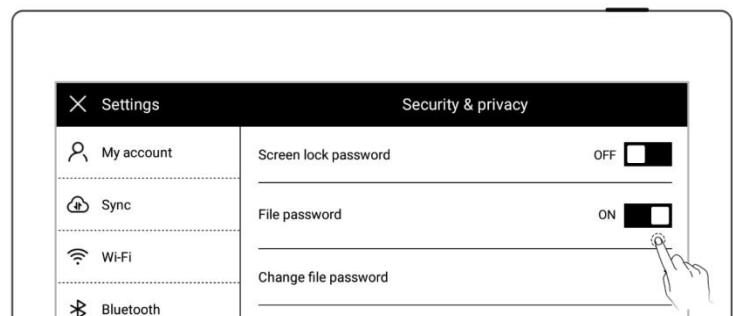 Settings
Security & privacy
My account
Screen lock password
OFF
Sync
File password
ON
Wi-Fi
Change file password
Bluetooth